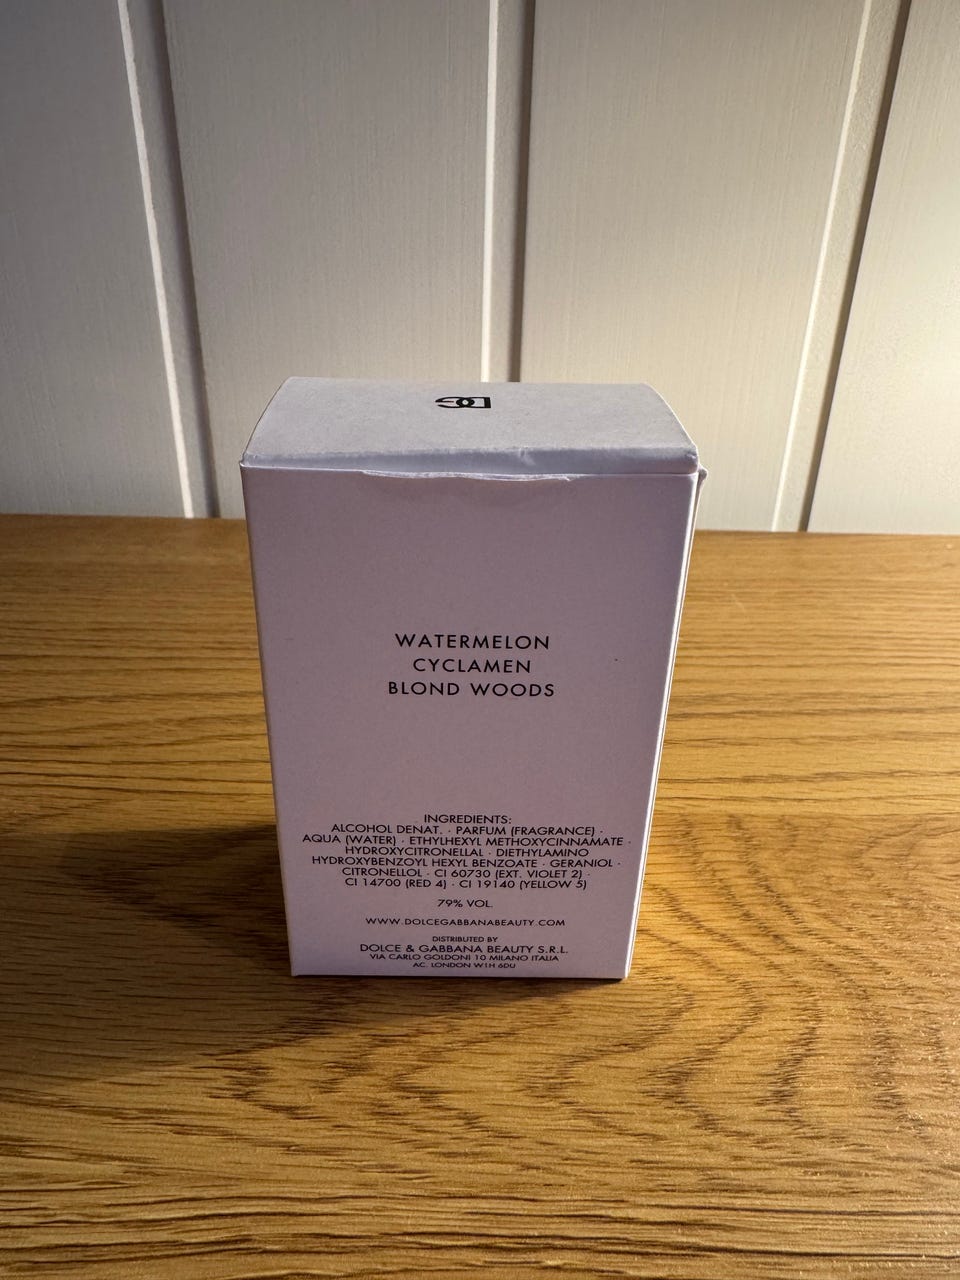 DG
WATERMELON
CYCLAMEN
BLOND WOODS
INGREDIENTS:
ALCOHOL DENAT. · PARFUM (FRAGRANCE) ·
AQUA (WATER) · ETHYLHEXYL METHOXYCINNAMATE ·
HYDROXYCITRONELLAL · DIETHYLAMINO
HYDROXYBENZOYL HEXYL BENZOATE · GERANIOL ·
CITRONELLOL · CI 60730 (EXT. VIOLET 2) ·
CI 14700 (RED 4) · CI 19140 (YELLOW 5)
79% VOL.
WWW.DOLCEGABBANABEAUTY.COM
DISTRIBUTED BY
DOLCE & GABBANA BEAUTY S.R.L.
VIA CARLO GOLDONI 10 MILANO ITALIA
AC. LONDON W1H 6DU